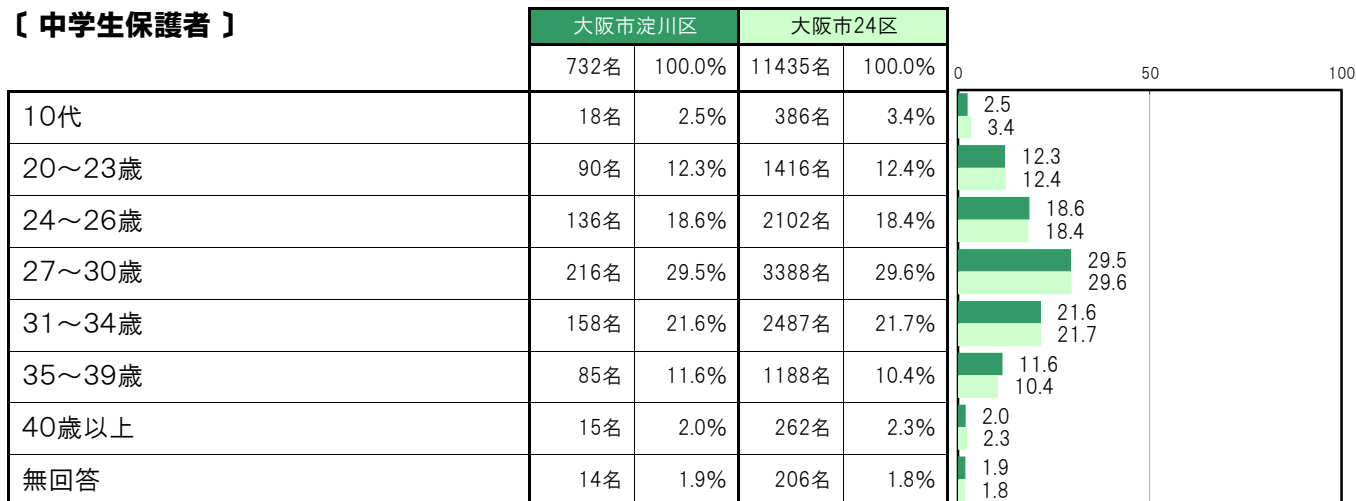 〔 中学生保護者 〕
大阪市淀川区 大阪市24区
732名 100.0% 11435名 100.0% 0 50 100
10代 18名 2.5% 386名 3.4% 2.5
3.4
20～23歳 90名 12.3% 1416名 12.4% 12.3
12.4
24～26歳 136名 18.6% 2102名 18.4% 18.6
18.4
27～30歳 216名 29.5% 3388名 29.6% 29.5
29.6
31～34歳 158名 21.6% 2487名 21.7% 21.6
21.7
35～39歳 85名 11.6% 1188名 10.4% 11.6
10.4
40歳以上 15名 2.0% 262名 2.3% 2.0
2.3
無回答 14名 1.9% 206名 1.8% 1.9
1.8